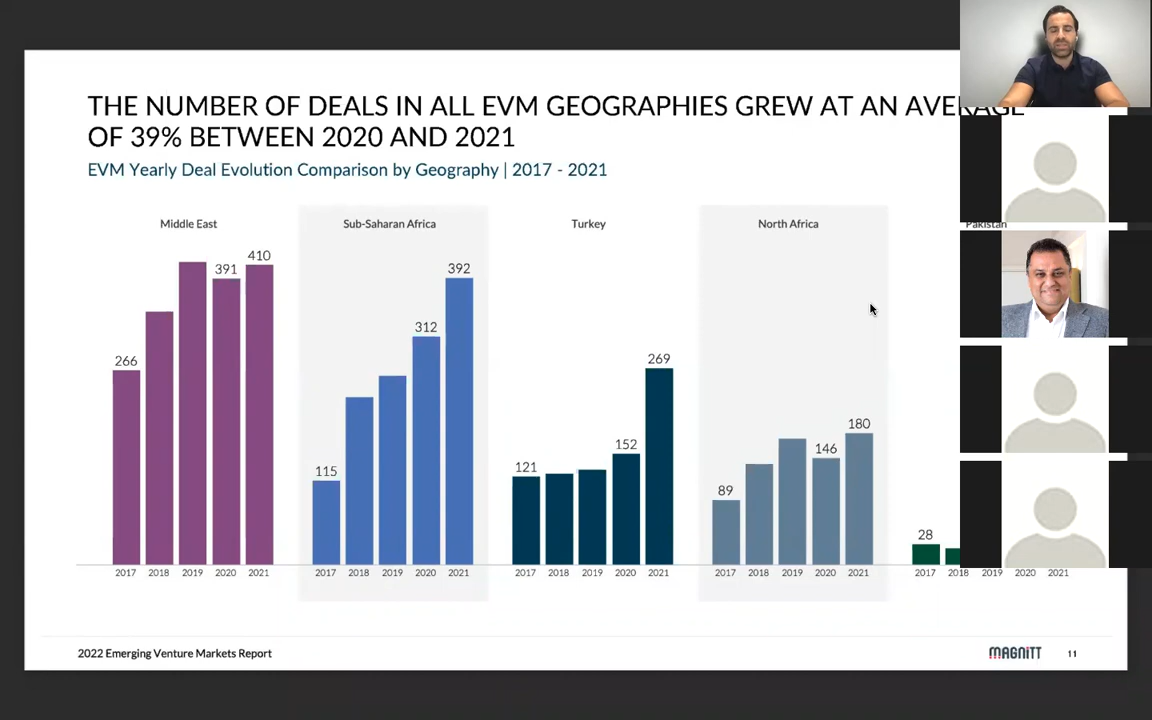 THE NUMBER OF DEALS IN ALL EVM GEOGRAPHIES GREW AT AN AVERAGE
OF 39% BETWEEN 2020 AND 2021
EVM Yearly Deal Evolution Comparison by Geography | 2017 - 2021
Middle East
Sub-Saharan Africa
Turkey
North Africa
Pakistan
266
391
410
115
312
392
121
152
269
89
146
180
28
2017 2018 2019 2020 2021
2017 2018 2019 2020 2021
2017 2018 2019 2020 2021
2017 2018 2019 2020 2021
2017 2018 2019 2020 2021
2022 Emerging Venture Markets Report
MAGNiTT
11